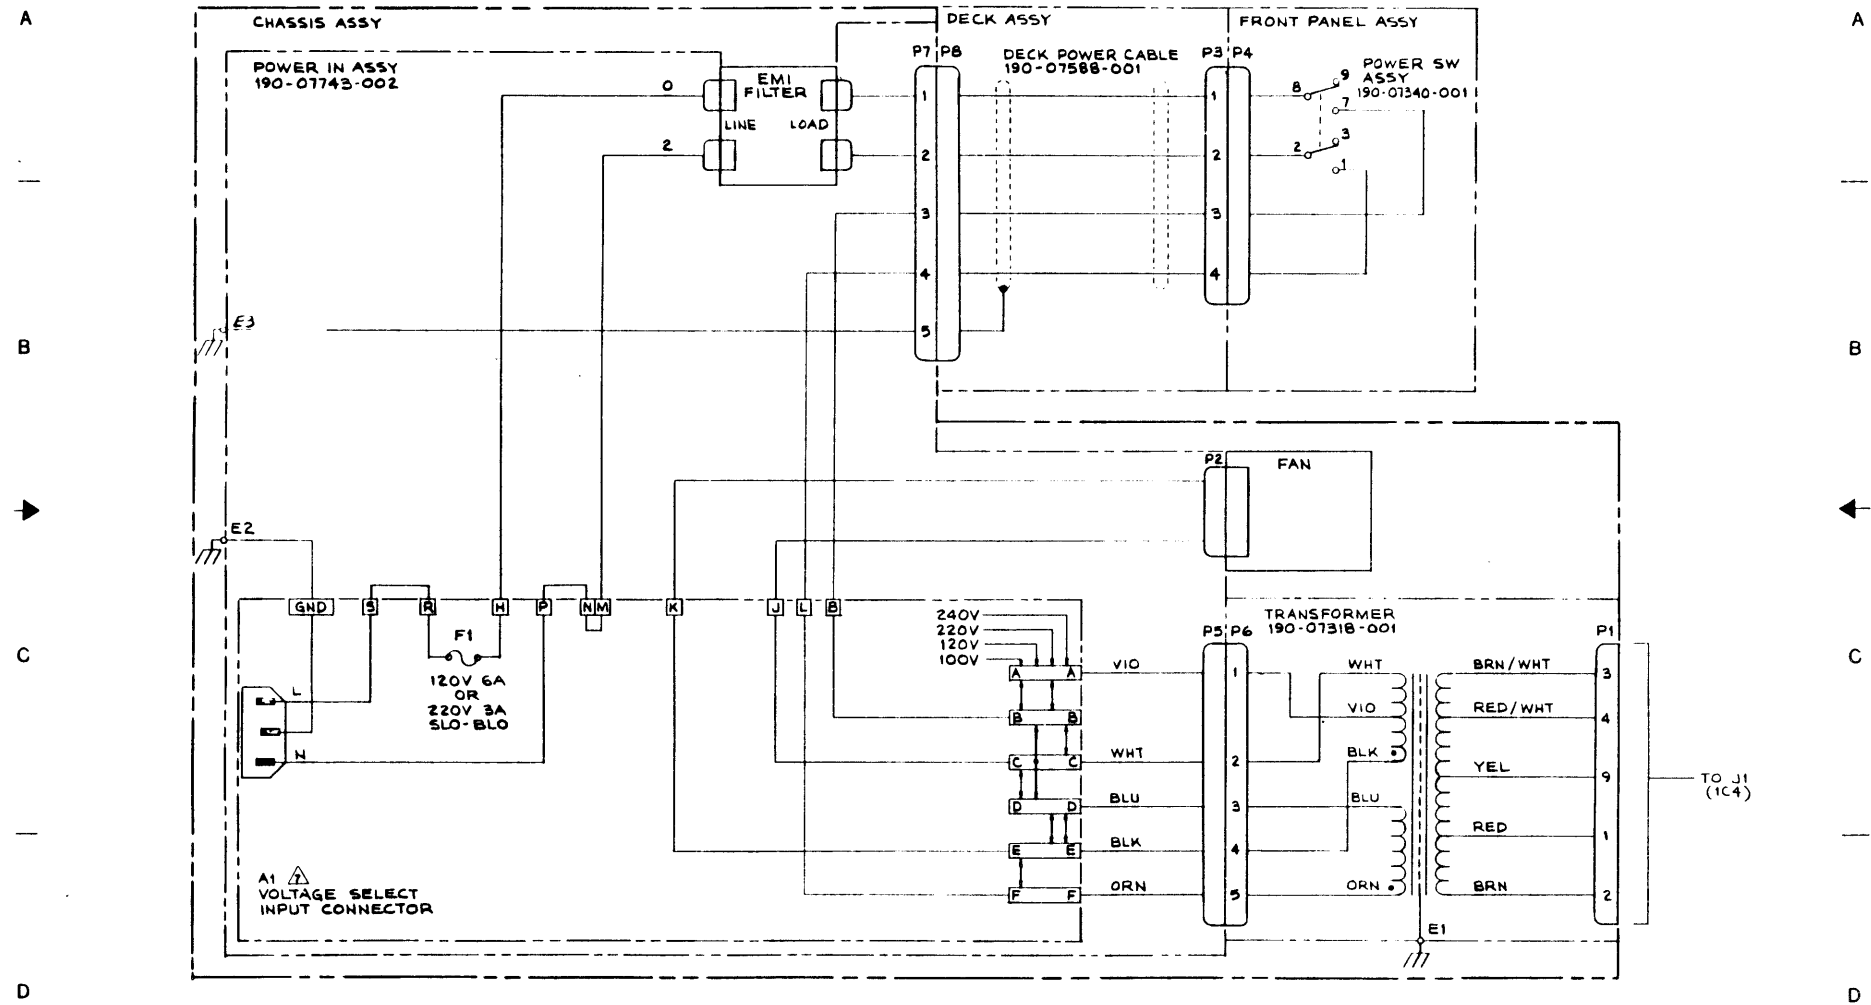 A
A
CHASSIS ASSY
DECK ASSY
FRONT PANEL ASSY
POWER IN ASSY
190-07743-002
EMI
FILTER
LINE LOAD
0
2
P7 P8
DECK POWER CABLE
190-07588-001
P3 P4
POWER SW
ASSY
190-07340-001
8
9
7
2
3
1
1
2
3
4
5
1
2
3
4
E3
B
B
P2
FAN
E2
GND
S
R
H
P
N
M
K
J
L
B
F1
120V 6A
OR
220V 3A
SLO-BLO
L
N
240V
220V
120V
100V
A A
B B
C C
D D
E E
F F
VIO
WHT
BLU
BLK
ORN
P5 P6
1
2
3
4
5
TRANSFORMER
190-07318-001
WHT
VIO
BLK
BLU
ORN
BRN/WHT
RED/WHT
YEL
RED
BRN
P1
3
4
9
1
2
TO J1
(1C4)
E1
A1
VOLTAGE SELECT
INPUT CONNECTOR
C
C
D
D